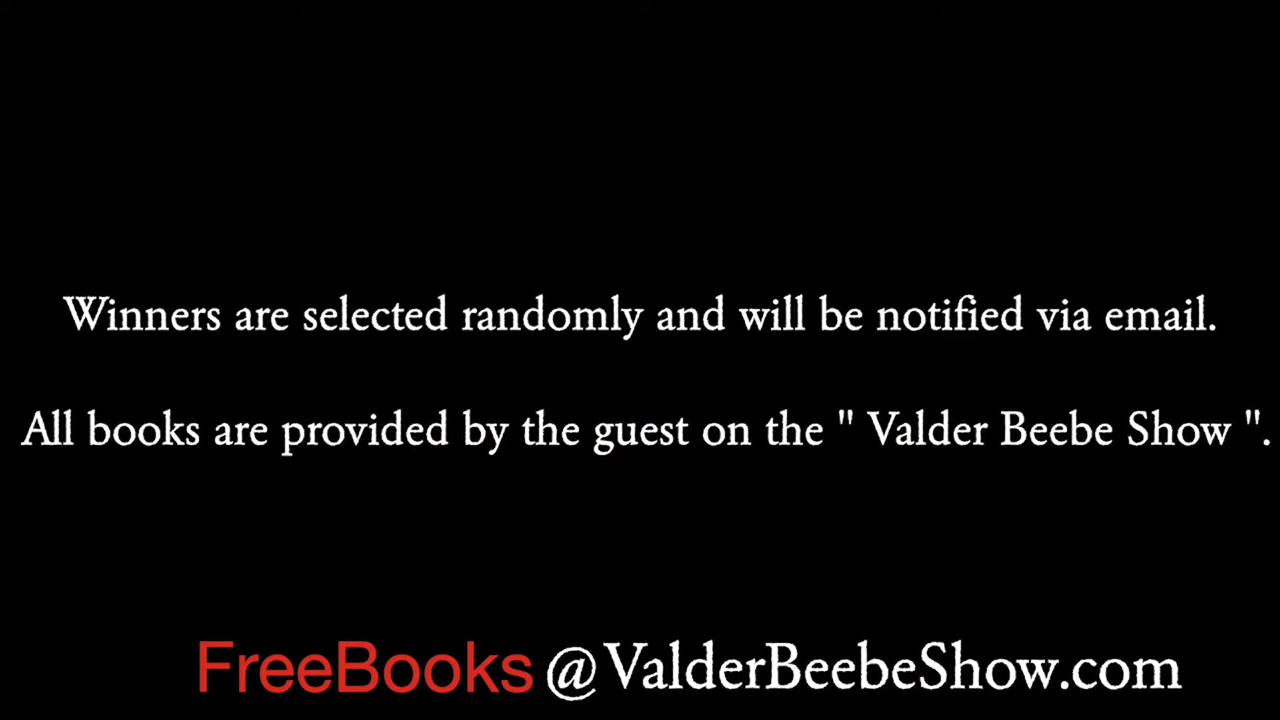 Winners are selected randomly and will be notified via email.
All books are provided by the guest on the " Valder Beebe Show ".
FreeBooks@ValderBeebeShow.com